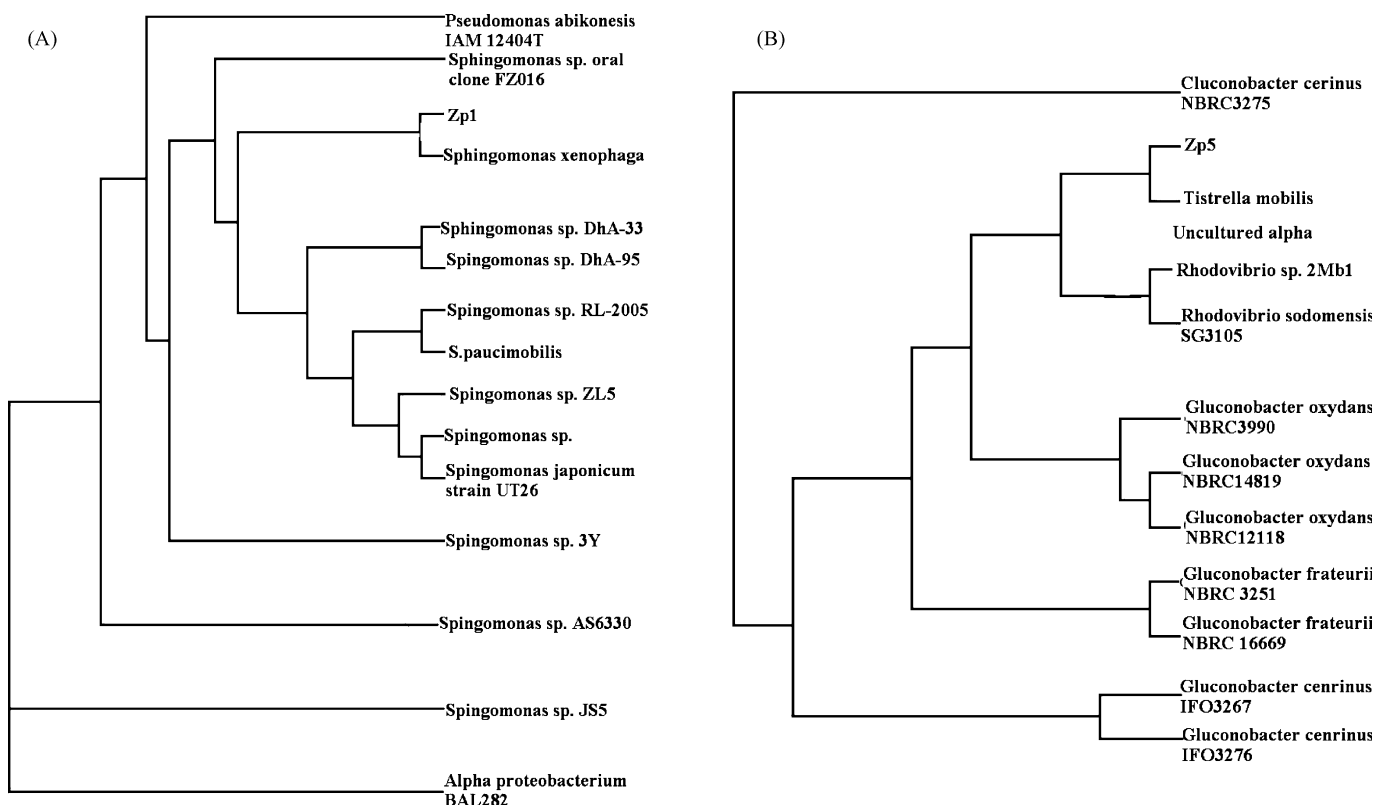 (A)
Pseudomonas abikonesis
IAM 12404T
Sphingomonas sp. oral
clone FZ016
Zp1
Sphingomonas xenophaga
Sphingomonas sp. DhA-33
Spingomonas sp. DhA-95
Spingomonas sp. RL-2005
S.paucimobilis
Spingomonas sp. ZL5
Spingomonas sp.
Spingomonas japonicum
strain UT26
Spingomonas sp. 3Y
Spingomonas sp. AS6330
Spingomonas sp. JS5
Alpha proteobacterium
BAL282
(B)
Cluconobacter cerinus
NBRC3275
Zp5
Tistrella mobilis
Uncultured alpha
Rhodovibrio sp. 2Mb1
Rhodovibrio sodomensis
SG3105
Gluconobacter oxydans
NBRC3990
Gluconobacter oxydans
NBRC14819
Gluconobacter oxydans
NBRC12118
Gluconobacter frateurii
NBRC 3251
Gluconobacter frateurii
NBRC 16669
Gluconobacter cenrinus
IFO3267
Gluconobacter cenrinus
IFO3276